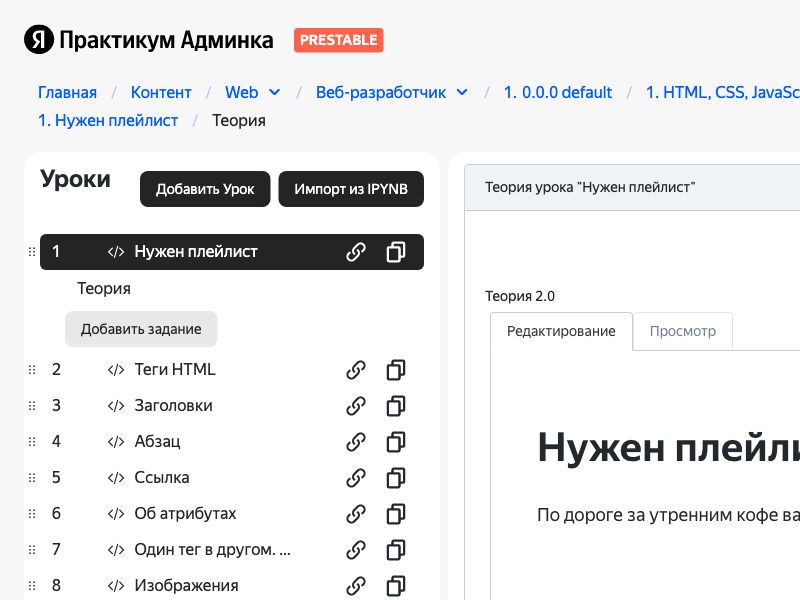 Я Практикум Админка PRESTABLE
Главная / Контент / Web / Веб-разработчик / 1. 0.0.0 default / 1. HTML, CSS,
1. Нужен плейлист / Теория
Уроки
Добавить Урок
Импорт из IPYNB
1 </> Нужен плейлист
Теория
Добавить задание
2 </> Теги HTML
3 </> Заголовки
4 </> Абзац
5 </> Ссылка
6 </> Об атрибутах
7 </> Один тег в другом. ...
8 </> Изображения
Теория урока "Нужен плейлист"
Теория 2.0
Редактирование
Просмотр
Нужен
По дороге за утренним кофе